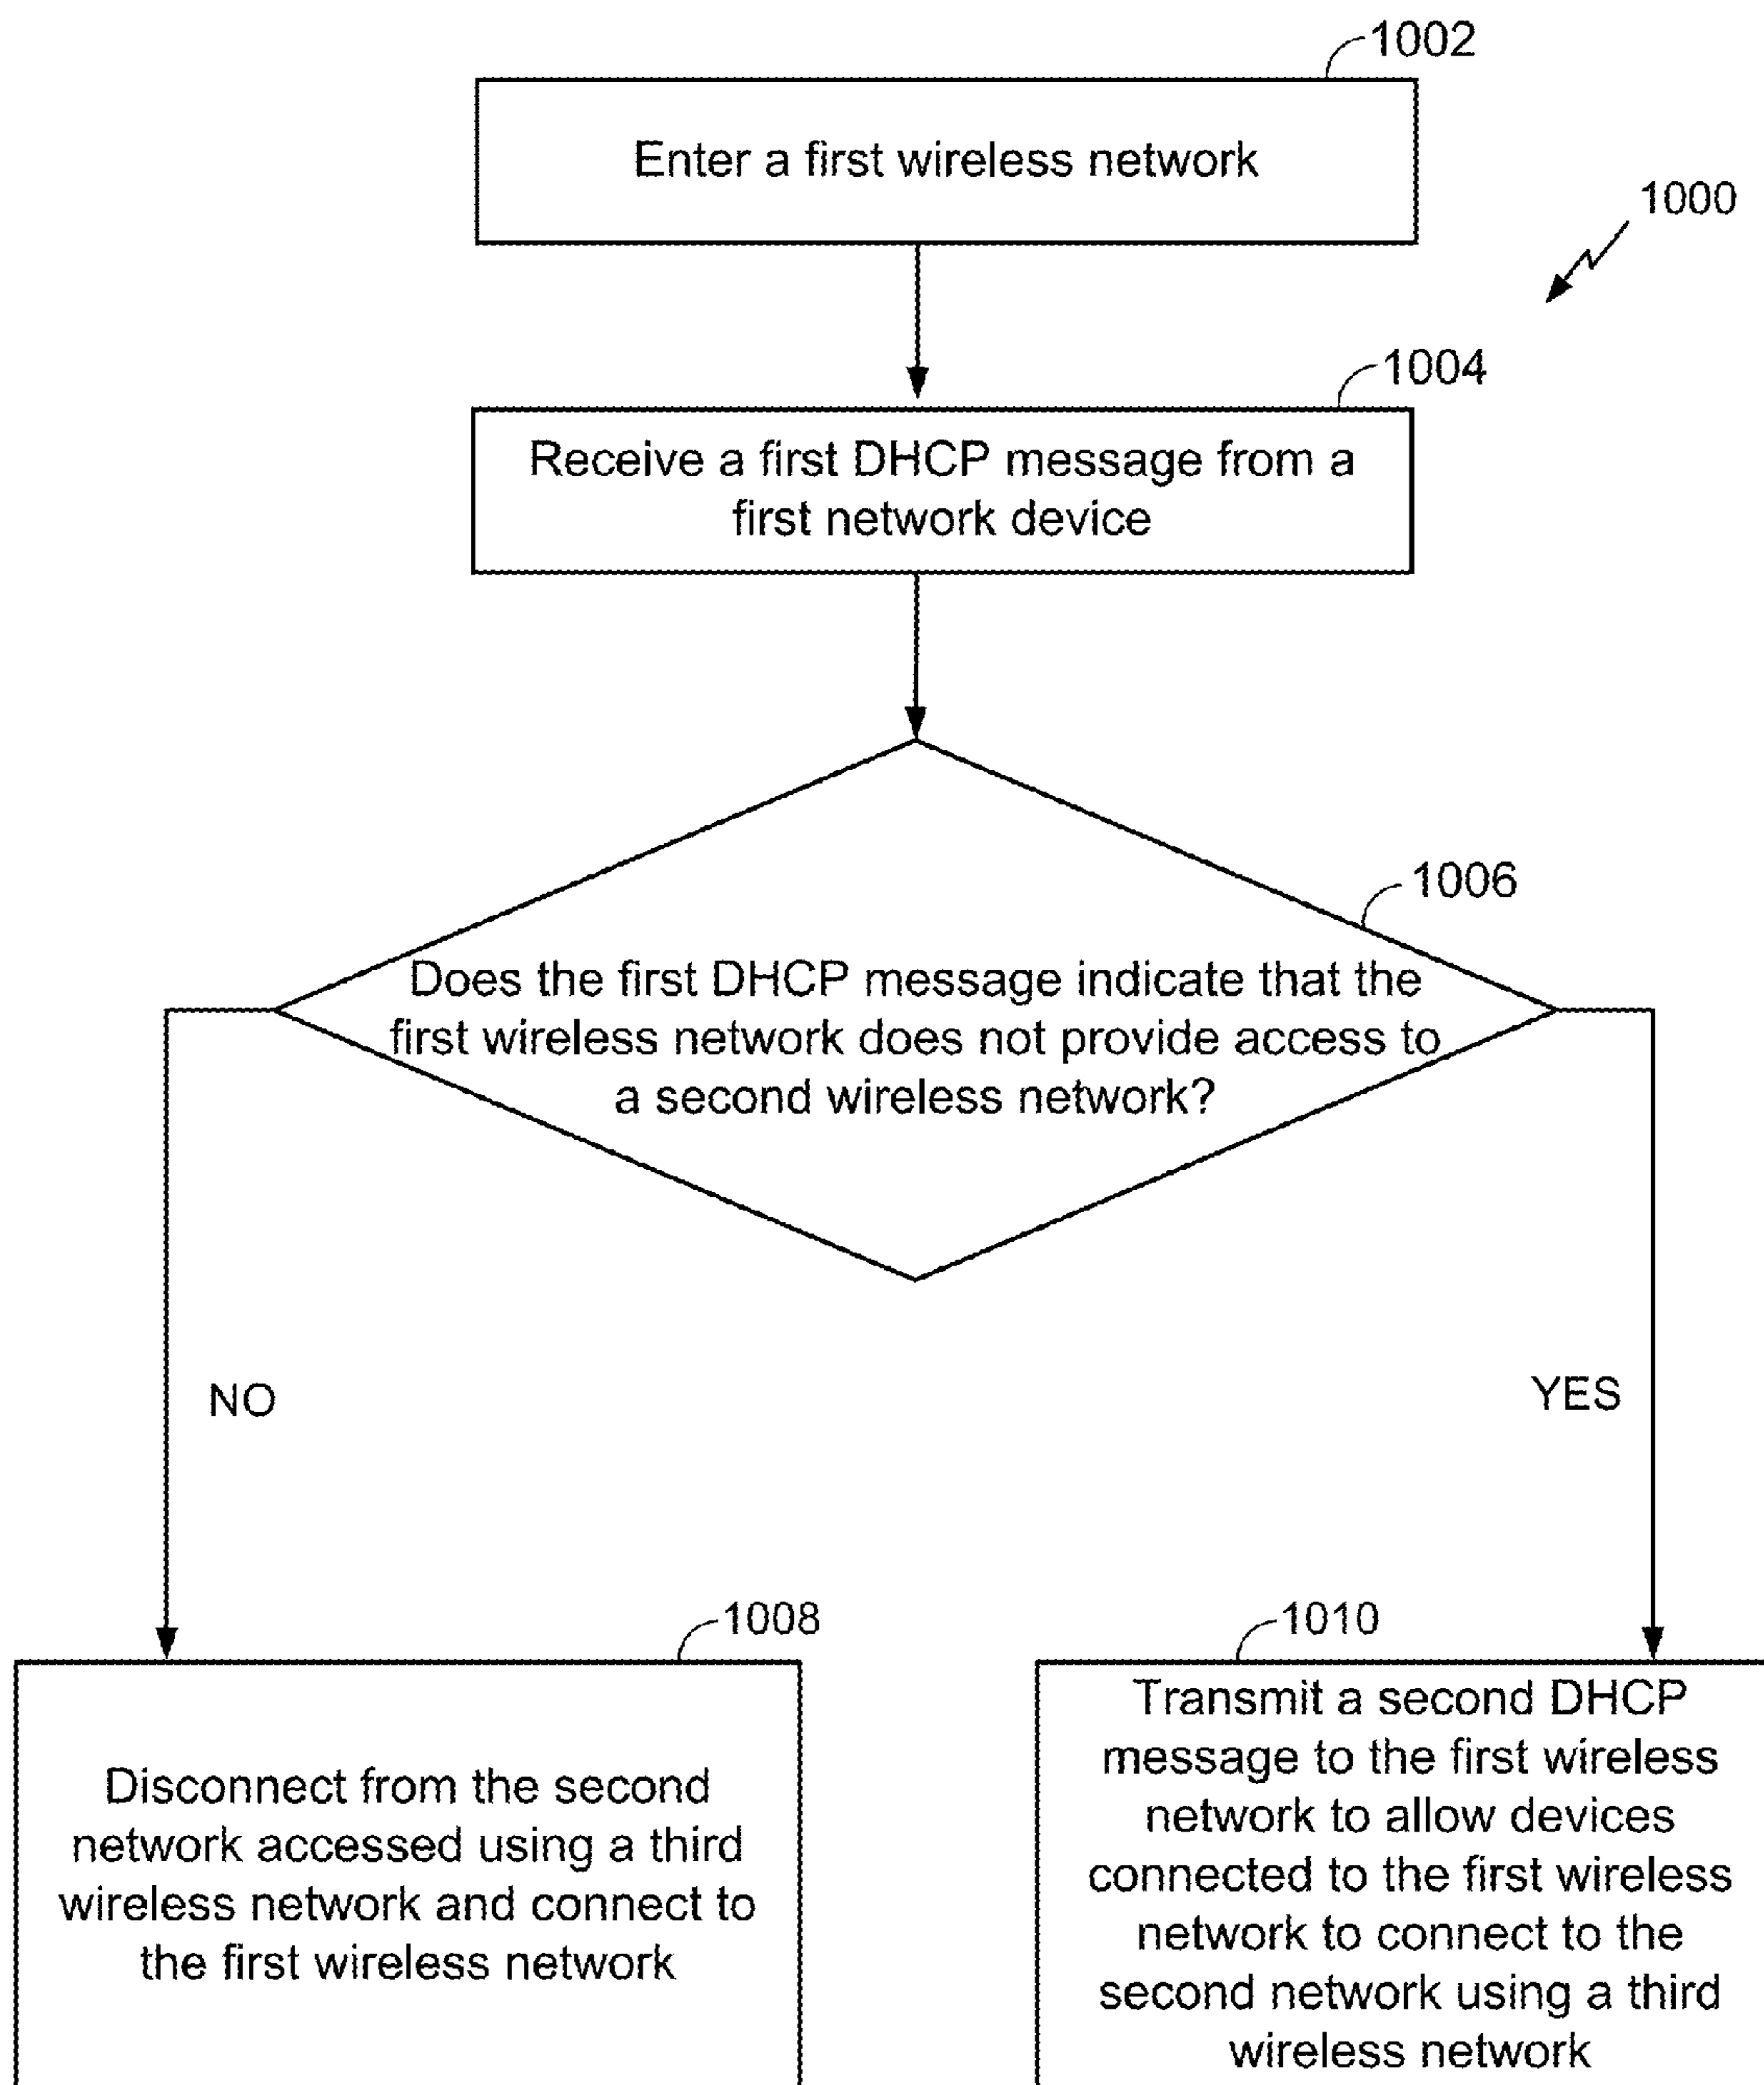 1002
Enter a first wireless network
1000
1004
Receive a first DHCP message from a
first network device
1006
Does the first DHCP message indicate that the
first wireless network does not provide access to
a second wireless network?
NO
YES
1008
Disconnect from the second
network accessed using a third
wireless network and connect to
the first wireless network
1010
Transmit a second DHCP
message to the first wireless
network to allow devices
connected to the first wireless
network to connect to the
second network using a third
wireless network